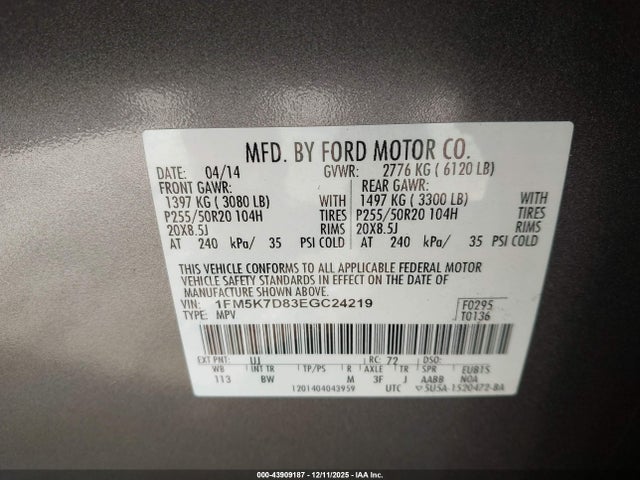 MFD. BY FORD MOTOR CO.
DATE: 04/14 GVWR: 2776 KG ( 6120 LB)
FRONT GAWR: REAR GAWR:
1397 KG ( 3080 LB) WITH 1497 KG ( 3300 LB) WITH
P255/50R20 104H TIRES P255/50R20 104H TIRES
20X8.5J RIMS 20X8.5J RIMS
AT 240 kPa/ 35 PSI COLD AT 240 kPa/ 35 PSI COLD
THIS VEHICLE CONFORMS TO ALL APPLICABLE FEDERAL MOTOR
VEHICLE SAFETY STANDARDS IN EFFECT ON THE DATE OF
MANUFACTURE SHOWN ABOVE.
VIN: 1FM5K7D83EGC24219 F0295
TYPE: MPV T0136
EXT PNT: UJ RC: 72 DSO:
WB INT TR TP/PS R AXLE TR SPR EU81S
113 BW M 3F J AABB NOA
1201404043959 UTC 5U5A-1520472-BA
000-43909187 - 12/11/2025 - IAA Inc.